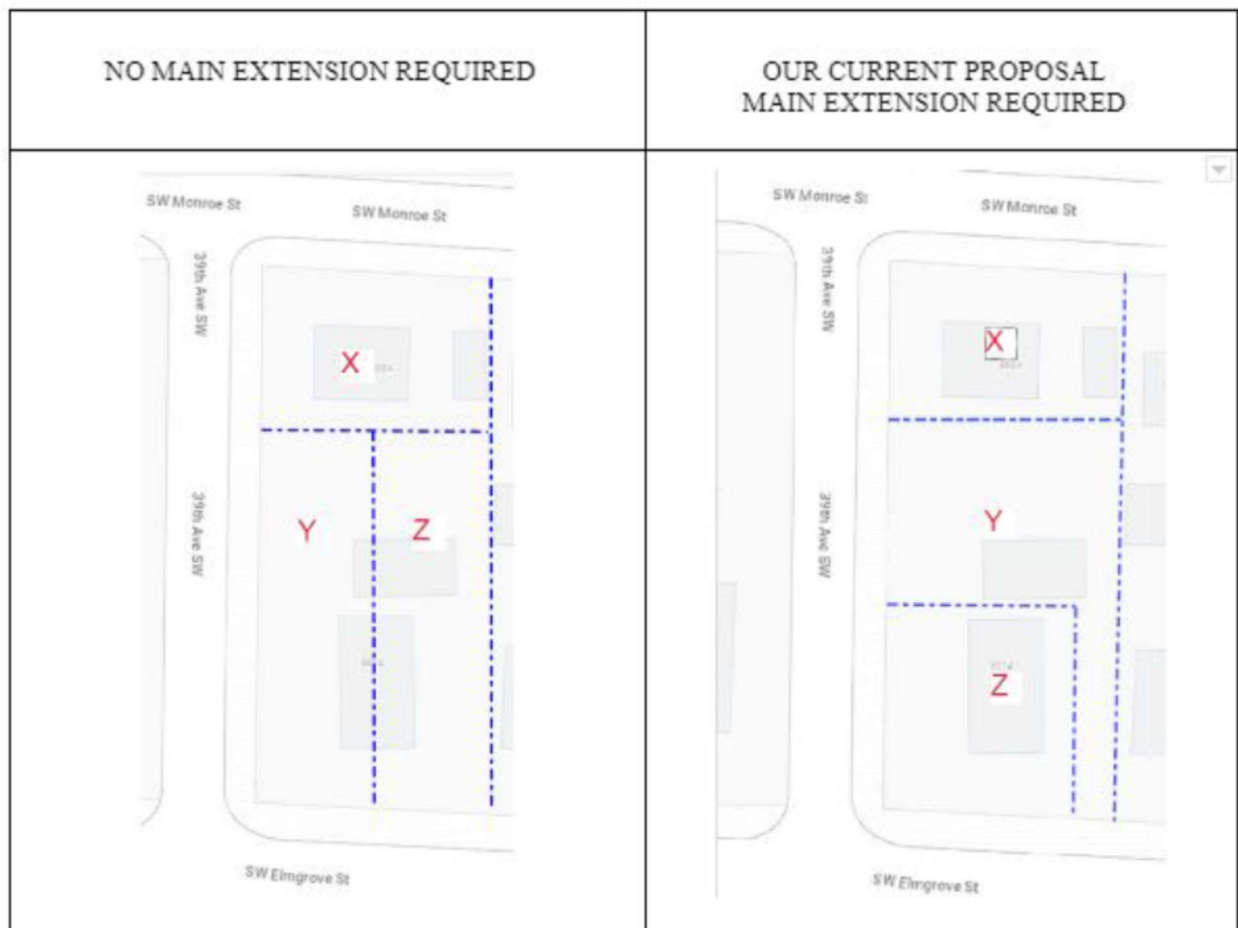 NO MAIN EXTENSION REQUIRED
OUR CURRENT PROPOSAL
MAIN EXTENSION REQUIRED
SW Monroe St
SW Monroe St
39th Ave SW
X
39th Ave SW
Y
Z
SW Elmgrove St
SW Monroe St
SW Monroe St
39th Ave SW
X
39th Ave SW
Y
Z
SW Elmgrove St